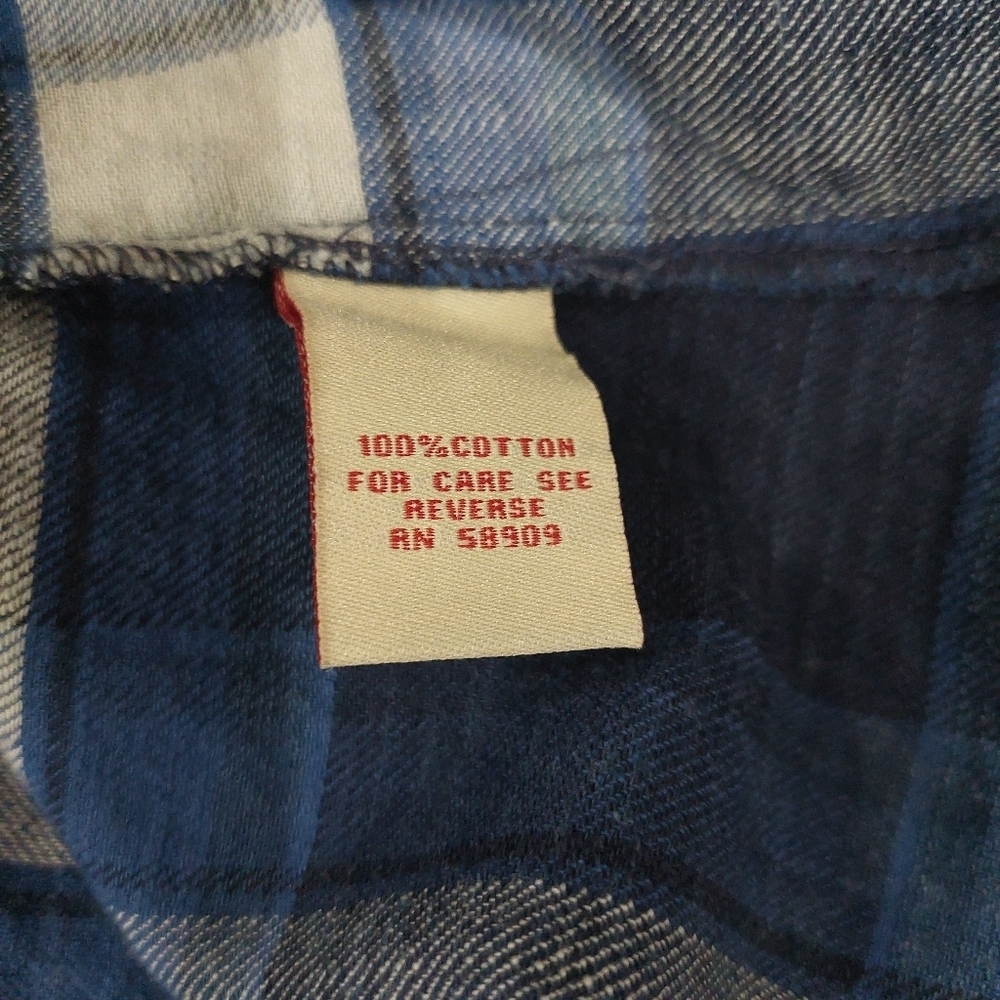 100%COTTON
FOR CARE SEE
REVERSE
RN 58909